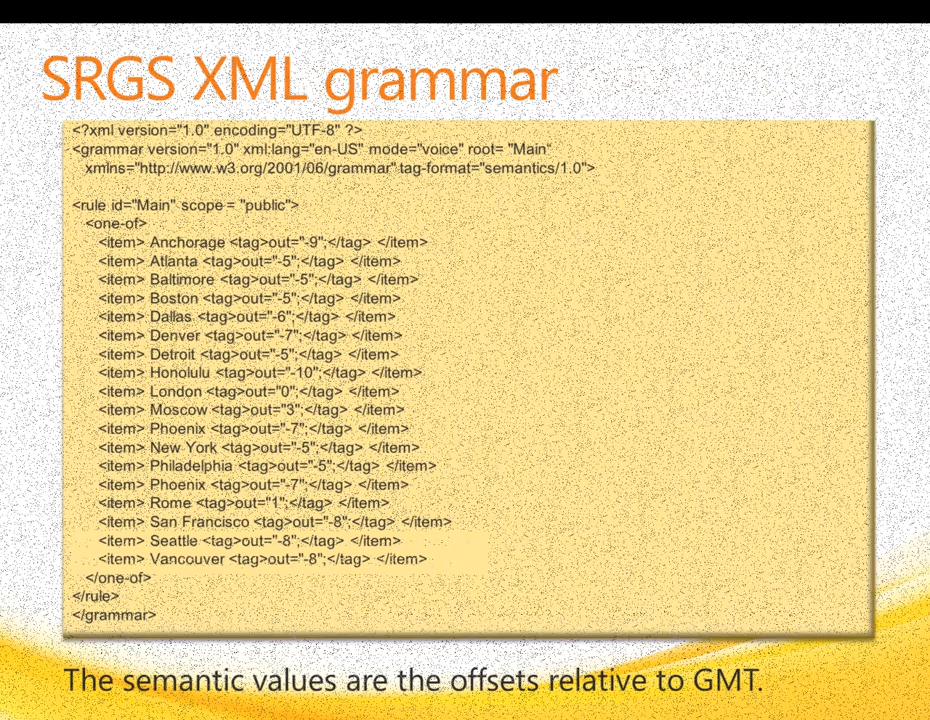 SRGS XML grammar
<?xml version="1.0" encoding="UTF-8" ?>
<grammar version="1.0" xml:lang="en-US" mode="voice" root= "Main"
xmlns="http://www.w3.org/2001/06/grammar" tag-format="semantics/1.0">
<rule id="Main" scope = "public">
<one-of>
<item> Anchorage <tag>out="-9";</tag> </item>
<item> Atlanta <tag>out="-5";</tag> </item>
<item> Baltimore <tag>out="-5";</tag> </item>
<item> Boston <tag>out="-5";</tag> </item>
<item> Dallas <tag>out="-6";</tag> </item>
<item> Denver <tag>out="-7";</tag> </item>
<item> Detroit <tag>out="-5";</tag> </item>
<item> Honolulu <tag>out="-10";</tag> </item>
<item> London <tag>out="0";</tag> </item>
<item> Moscow <tag>out="3";</tag> </item>
<item> Phoenix <tag>out="-7";</tag> </item>
<item> New York <tag>out="-5";</tag> </item>
<item> Philadelphia <tag>out="-5";</tag> </item>
<item> Phoenix <tag>out="-7";</tag> </item>
<item> Rome <tag>out="1";</tag> </item>
<item> San Francisco <tag>out="-8";</tag> </item>
<item> Seattle <tag>out="-8";</tag> </item>
<item> Vancouver <tag>out="-8";</tag> </item>
</one-of>
</rule>
</grammar>
The semantic values are the offsets relative to GMT.